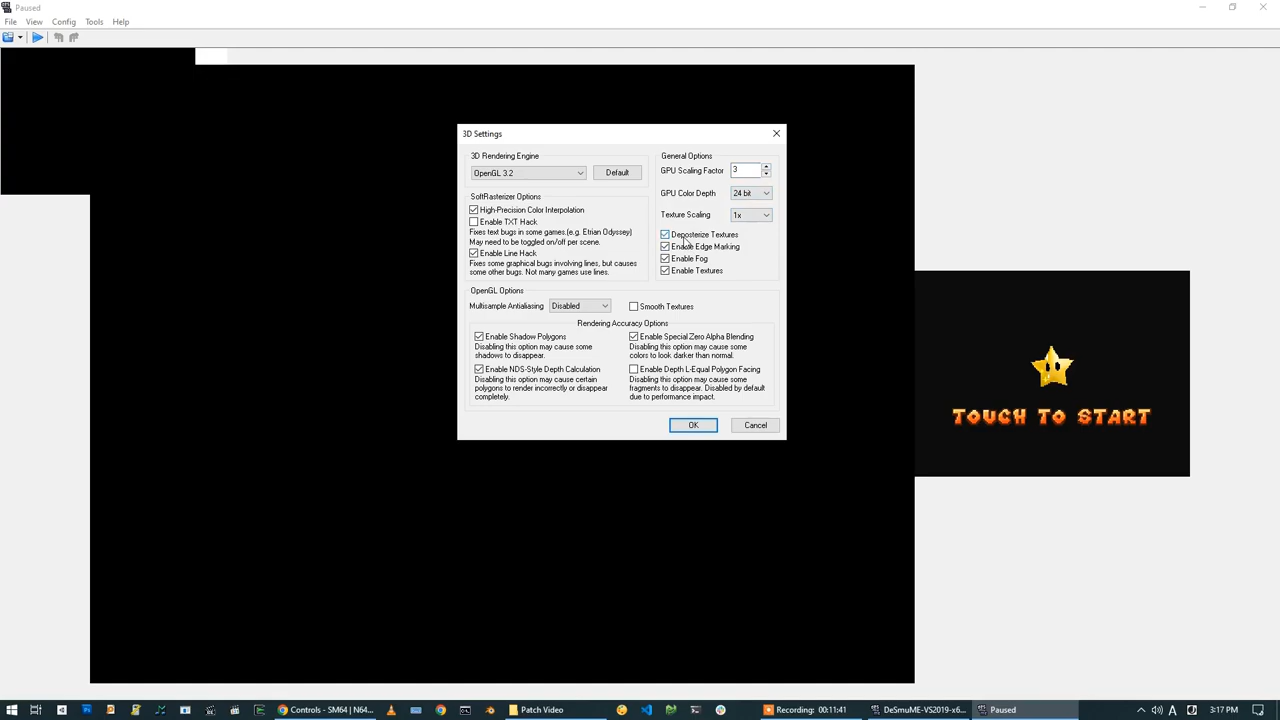 Paused
File View Config Tools Help
3D Settings
3D Rendering Engine
OpenGL 3.2 Default
SoftRasterizer Options
High-Precision Color Interpolation
Enable TXT Hack
Fixes text bugs in some games.(e.g. Etrian Odyssey)
May need to be toggled on/off per scene.
Enable Line Hack
Fixes some graphical bugs involving lines, but causes
some other bugs. Not many games use lines.
General Options
GPU Scaling Factor 3
GPU Color Depth 24 bit
Texture Scaling 1x
Deposterize Textures
Enable Edge Marking
Enable Fog
Enable Textures
OpenGL Options
Multisample Antialiasing Disabled Smooth Textures
Rendering Accuracy Options
Enable Shadow Polygons
Disabling this option may cause some
shadows to disappear.
Enable NDS-Style Depth Calculation
Disabling this option may cause certain
polygons to render incorrectly or disappear
completely.
Enable Special Zero Alpha Blending
Disabling this option may cause some
colors to look darker than normal.
Enable Depth L-Equal Polygon Facing
Disabling this option may cause some
fragments to disappear. Disabled by default
due to performance impact.
OK Cancel
TOUCH TO START
Controls - SM64 | N64... Patch Video Recording: 00:11:41 DeSmuME-VS2019-x6... Paused 3:17 PM